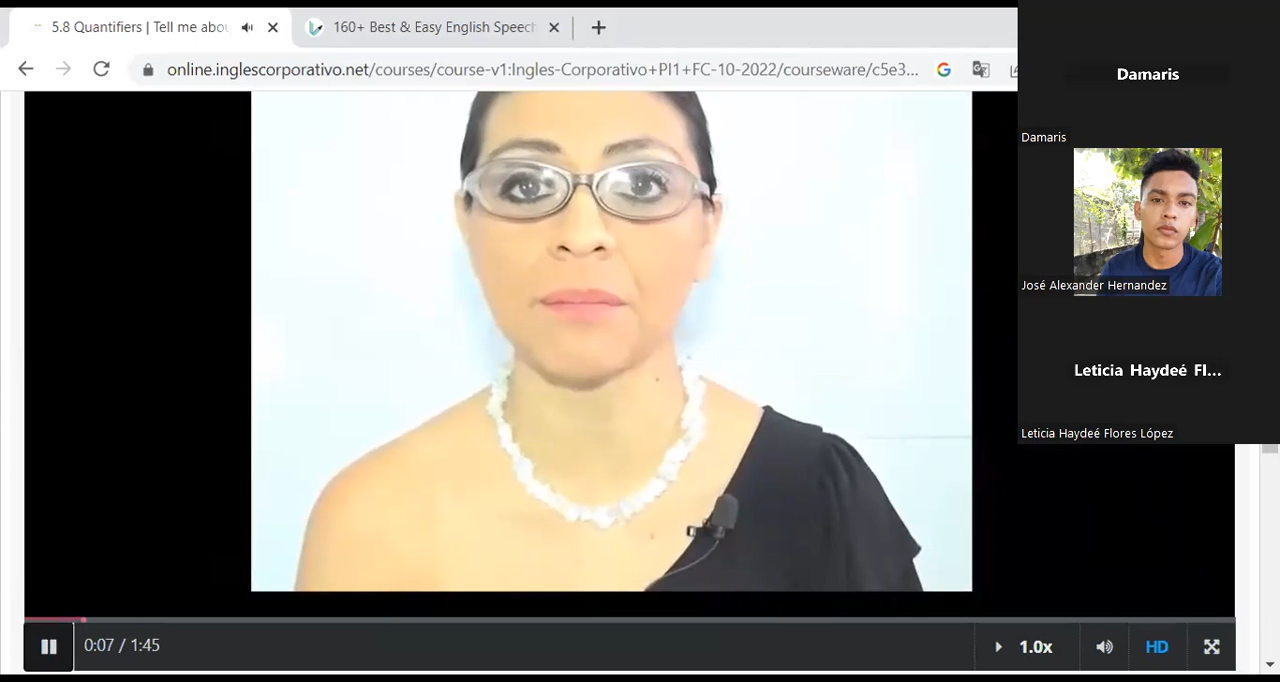 5.8 Quantifiers | Tell me abou
160+ Best & Easy English Speech
online.inglescorporativo.net/courses/course-v1:Ingles-Corporativo+PI1+FC-10-2022/courseware/c5e3...
Damaris
Damaris
José Alexander Hernandez
Leticia Haydeé Fl...
Leticia Haydeé Flores López
0:07 / 1:45
1.0x
HD